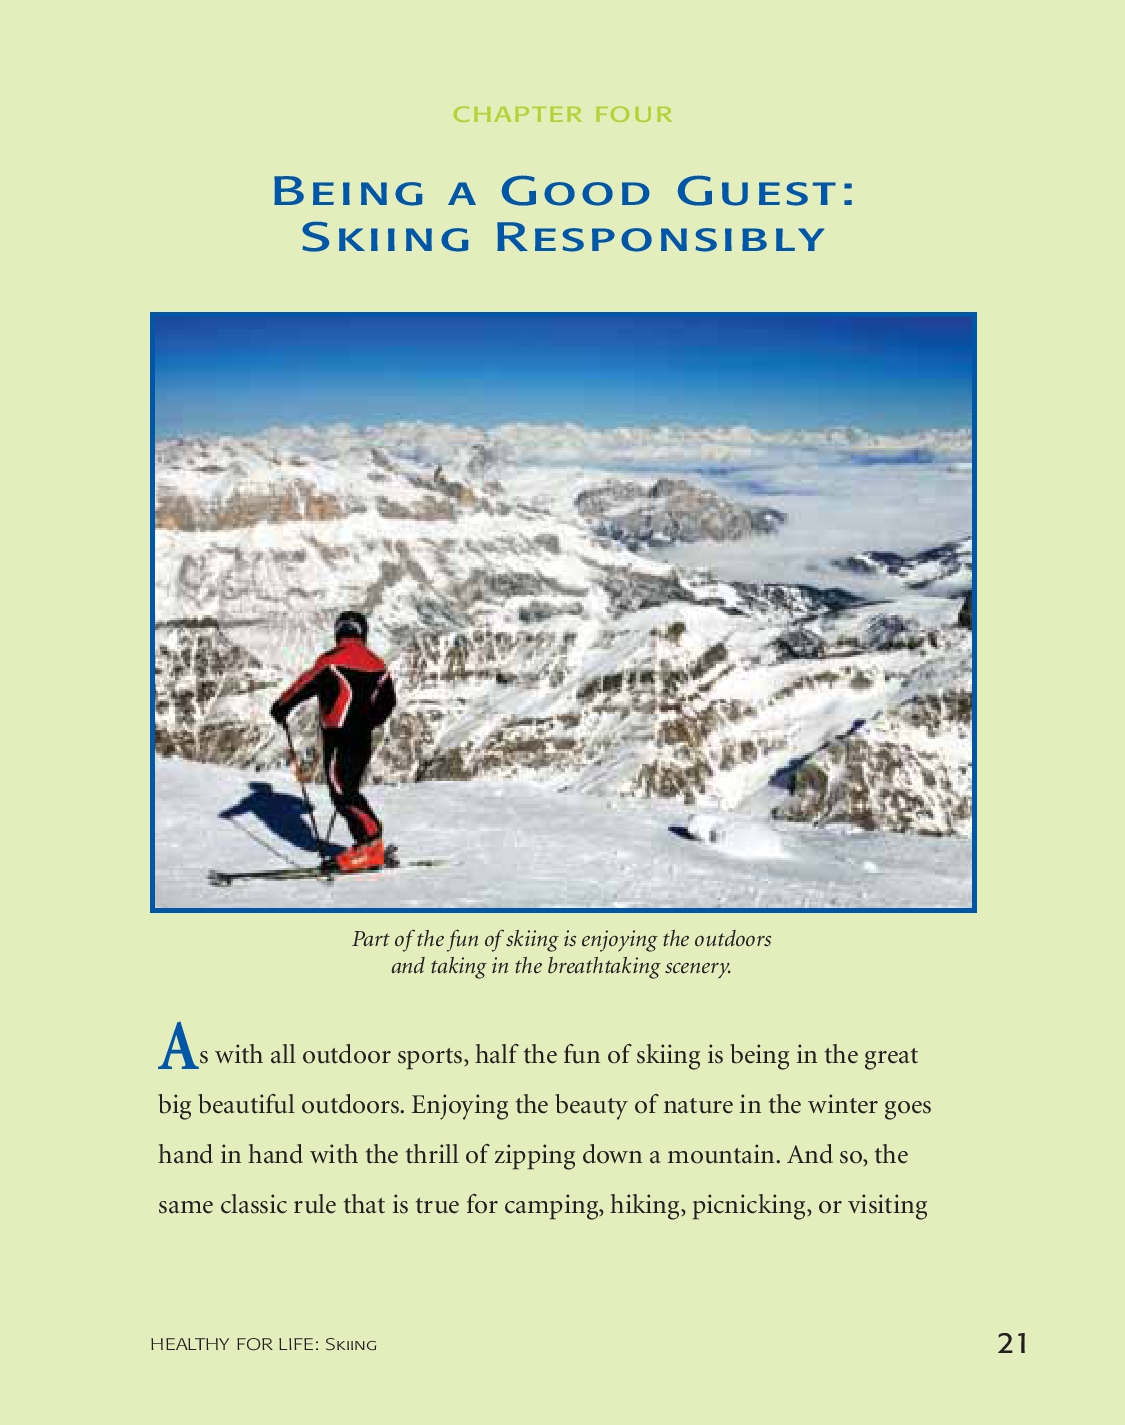 CHAPTER FOUR
BEING A GOOD GUEST:
SKIING RESPONSIBLY
Part of the fun of skiing is enjoying the outdoors
and taking in the breathtaking scenery.
As with all outdoor sports, half the fun of skiing is being in the great
big beautiful outdoors. Enjoying the beauty of nature in the winter goes
hand in hand with the thrill of zipping down a mountain. And so, the
same classic rule that is true for camping, hiking, picnicking, or visiting
HEALTHY FOR LIFE: SKIING
21